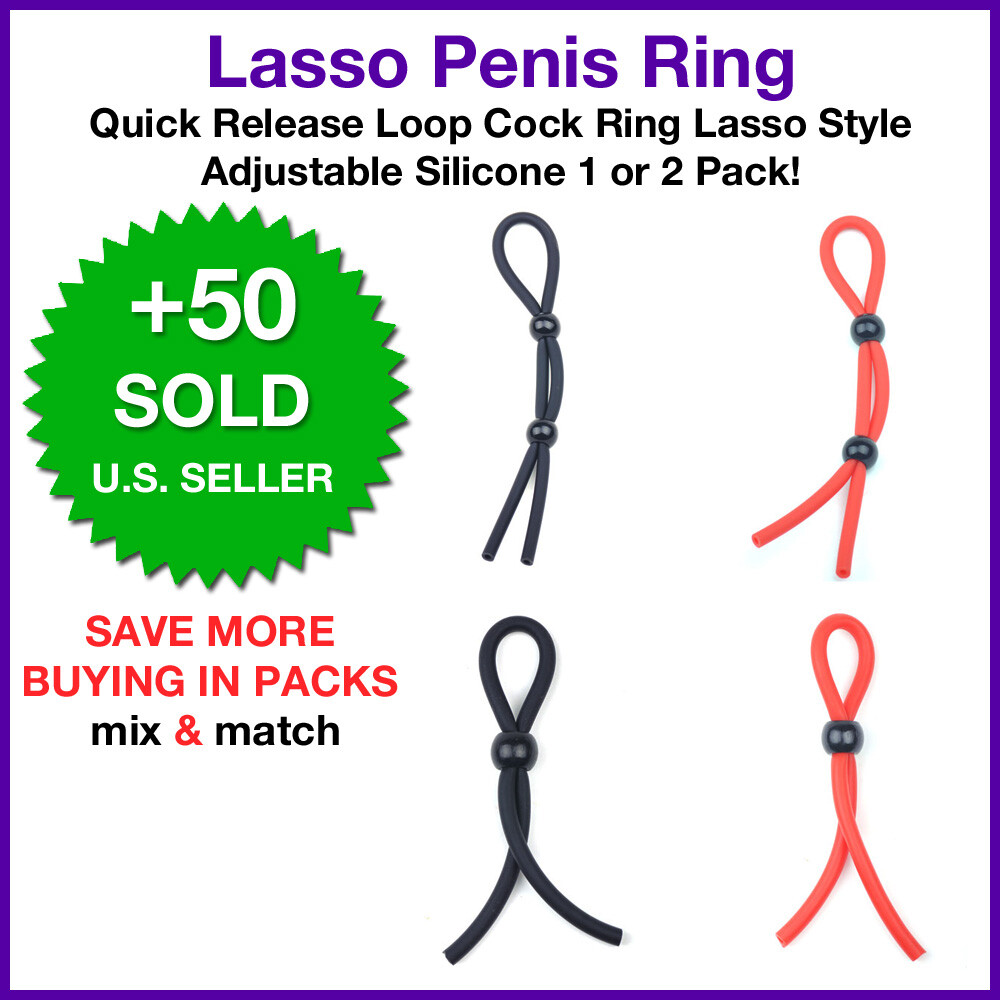 Lasso Penis Ring
Quick Release Loop Cock Ring Lasso Style
Adjustable Silicone 1 or 2 Pack!
+50
SOLD
U.S. SELLER
SAVE MORE
BUYING IN PACKS
mix & match